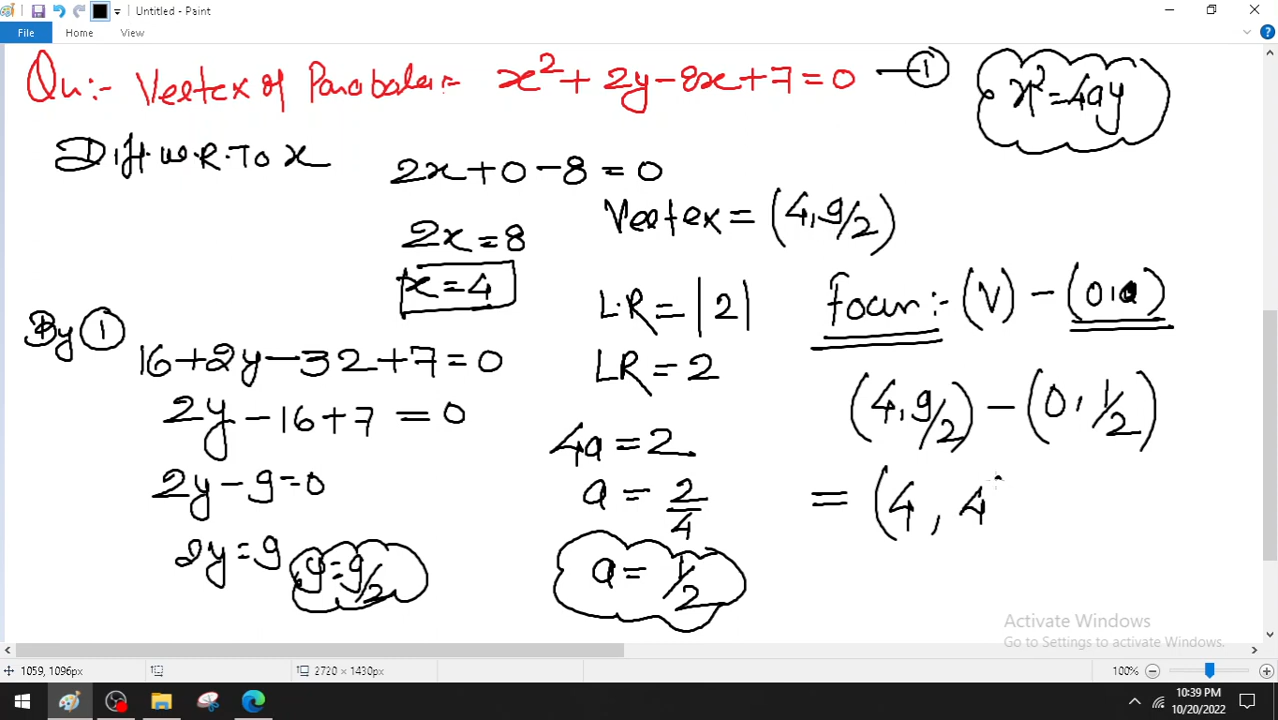 Untitled - Paint
File Home View
Qu:- Vertex of Parabola:- x² + 2y - 8x + 7 = 0 —①
x² = 4ay
Diff. W.R.To x
2x + 0 - 8 = 0
2x = 8
x = 4
By ①
16 + 2y - 32 + 7 = 0
2y - 16 + 7 = 0
2y - 9 = 0
2y = 9
y = 9/2
Vertex = (4, 9/2)
L.R = |2|
LR = 2
4a = 2
a = 2/4
a = 1/2
Focus:- (V) - (0, a)
(4, 9/2) - (0, 1/2)
= (4, 4
Activate Windows
Go to Settings to activate Windows.
1059, 1096px
2720 × 1430px
100%
10:39 PM
10/20/2022